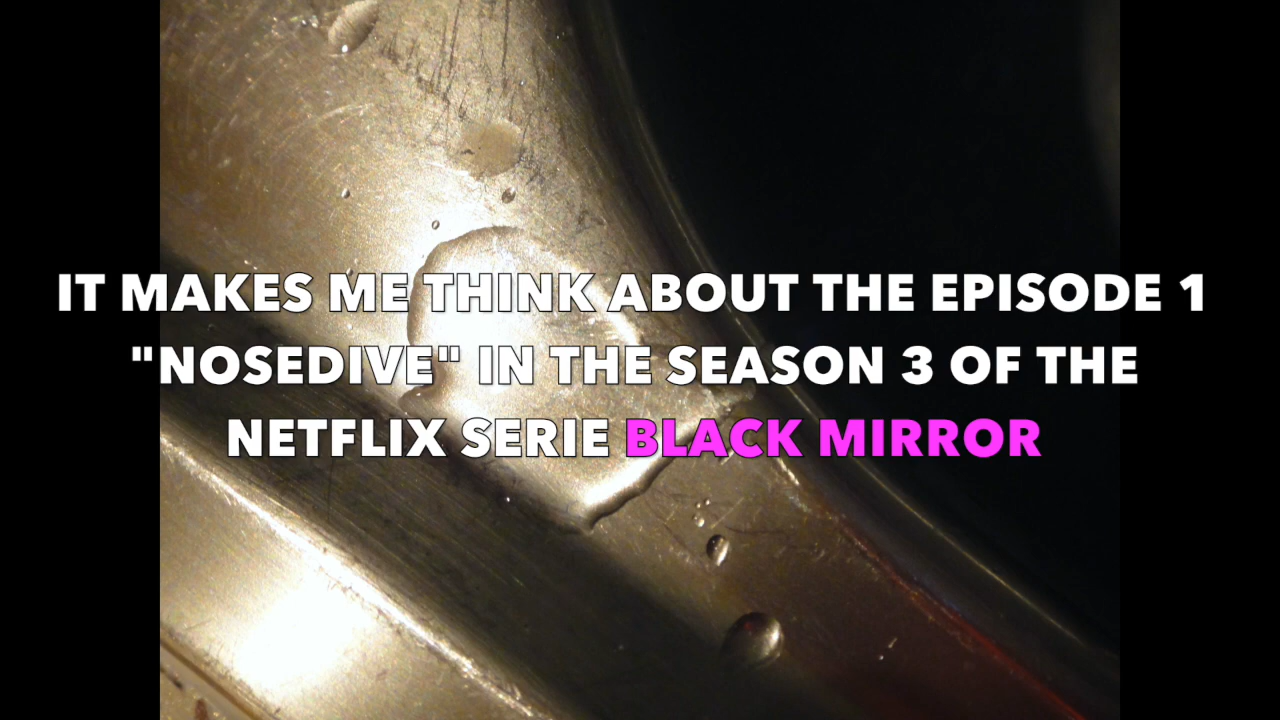 IT MAKES ME THINK ABOUT THE EPISODE 1
"NOSEDIVE" IN THE SEASON 3 OF THE
NETFLIX SERIE BLACK MIRROR